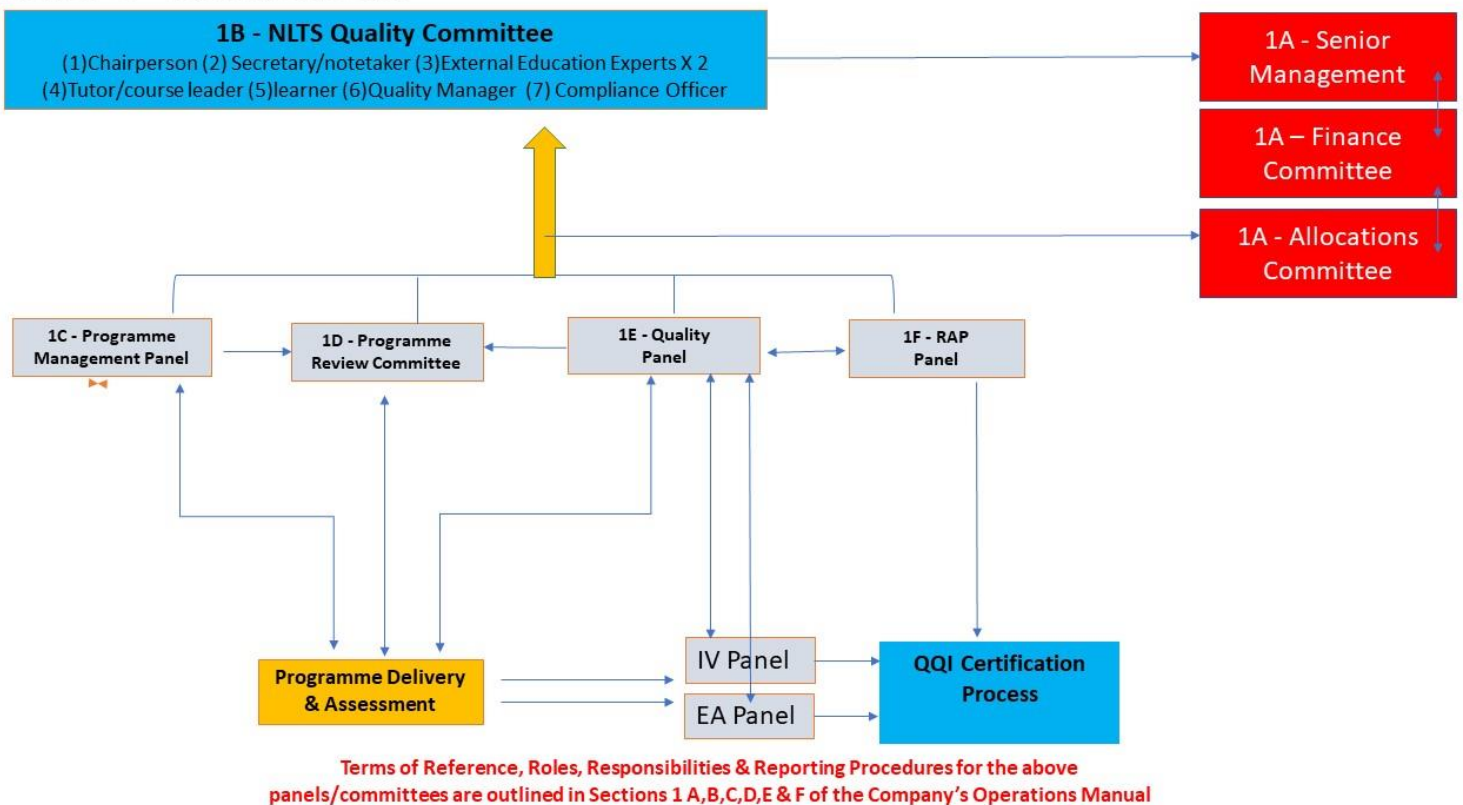 1B - NLTS Quality Committee
(1)Chairperson (2) Secretary/notetaker (3)External Education Experts X 2
(4)Tutor/course leader (5)learner (6)Quality Manager (7) Compliance Officer
1A - Senior
Management
1A – Finance
Committee
1A - Allocations
Committee
1C - Programme
Management Panel
1D - Programme
Review Committee
1E - Quality
Panel
1F - RAP
Panel
Programme Delivery
& Assessment
IV Panel
EA Panel
QQI Certification
Process
Terms of Reference, Roles, Responsibilities & Reporting Procedures for the above
panels/committees are outlined in Sections 1 A,B,C,D,E & F of the Company's Operations Manual